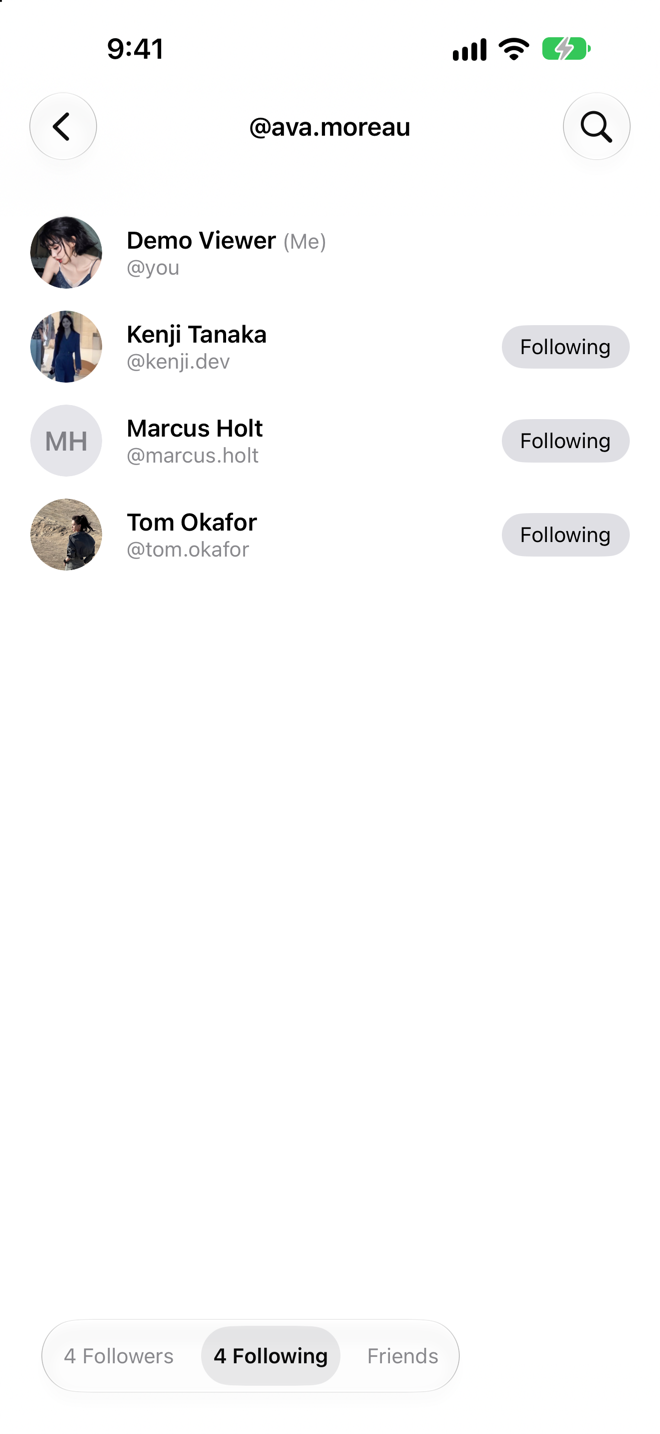 9:41
@ava.moreau
Demo Viewer (Me)
@you
Kenji Tanaka
@kenji.dev
Following
MH
Marcus Holt
@marcus.holt
Following
Tom Okafor
@tom.okafor
Following
4 Followers
4 Following
Friends